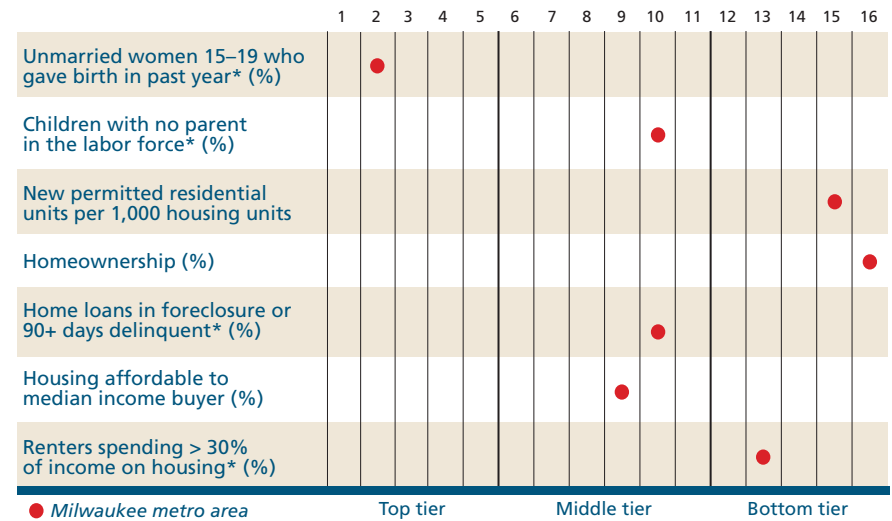 1 2 3 4 5 6 7 8 9 10 11 12 13 14 15 16
Unmarried women 15–19 who
gave birth in past year* (%)
Children with no parent
in the labor force* (%)
New permitted residential
units per 1,000 housing units
Homeownership (%)
Home loans in foreclosure or
90+ days delinquent* (%)
Housing affordable to
median income buyer (%)
Renters spending > 30%
of income on housing* (%)
Milwaukee metro area Top tier Middle tier Bottom tier